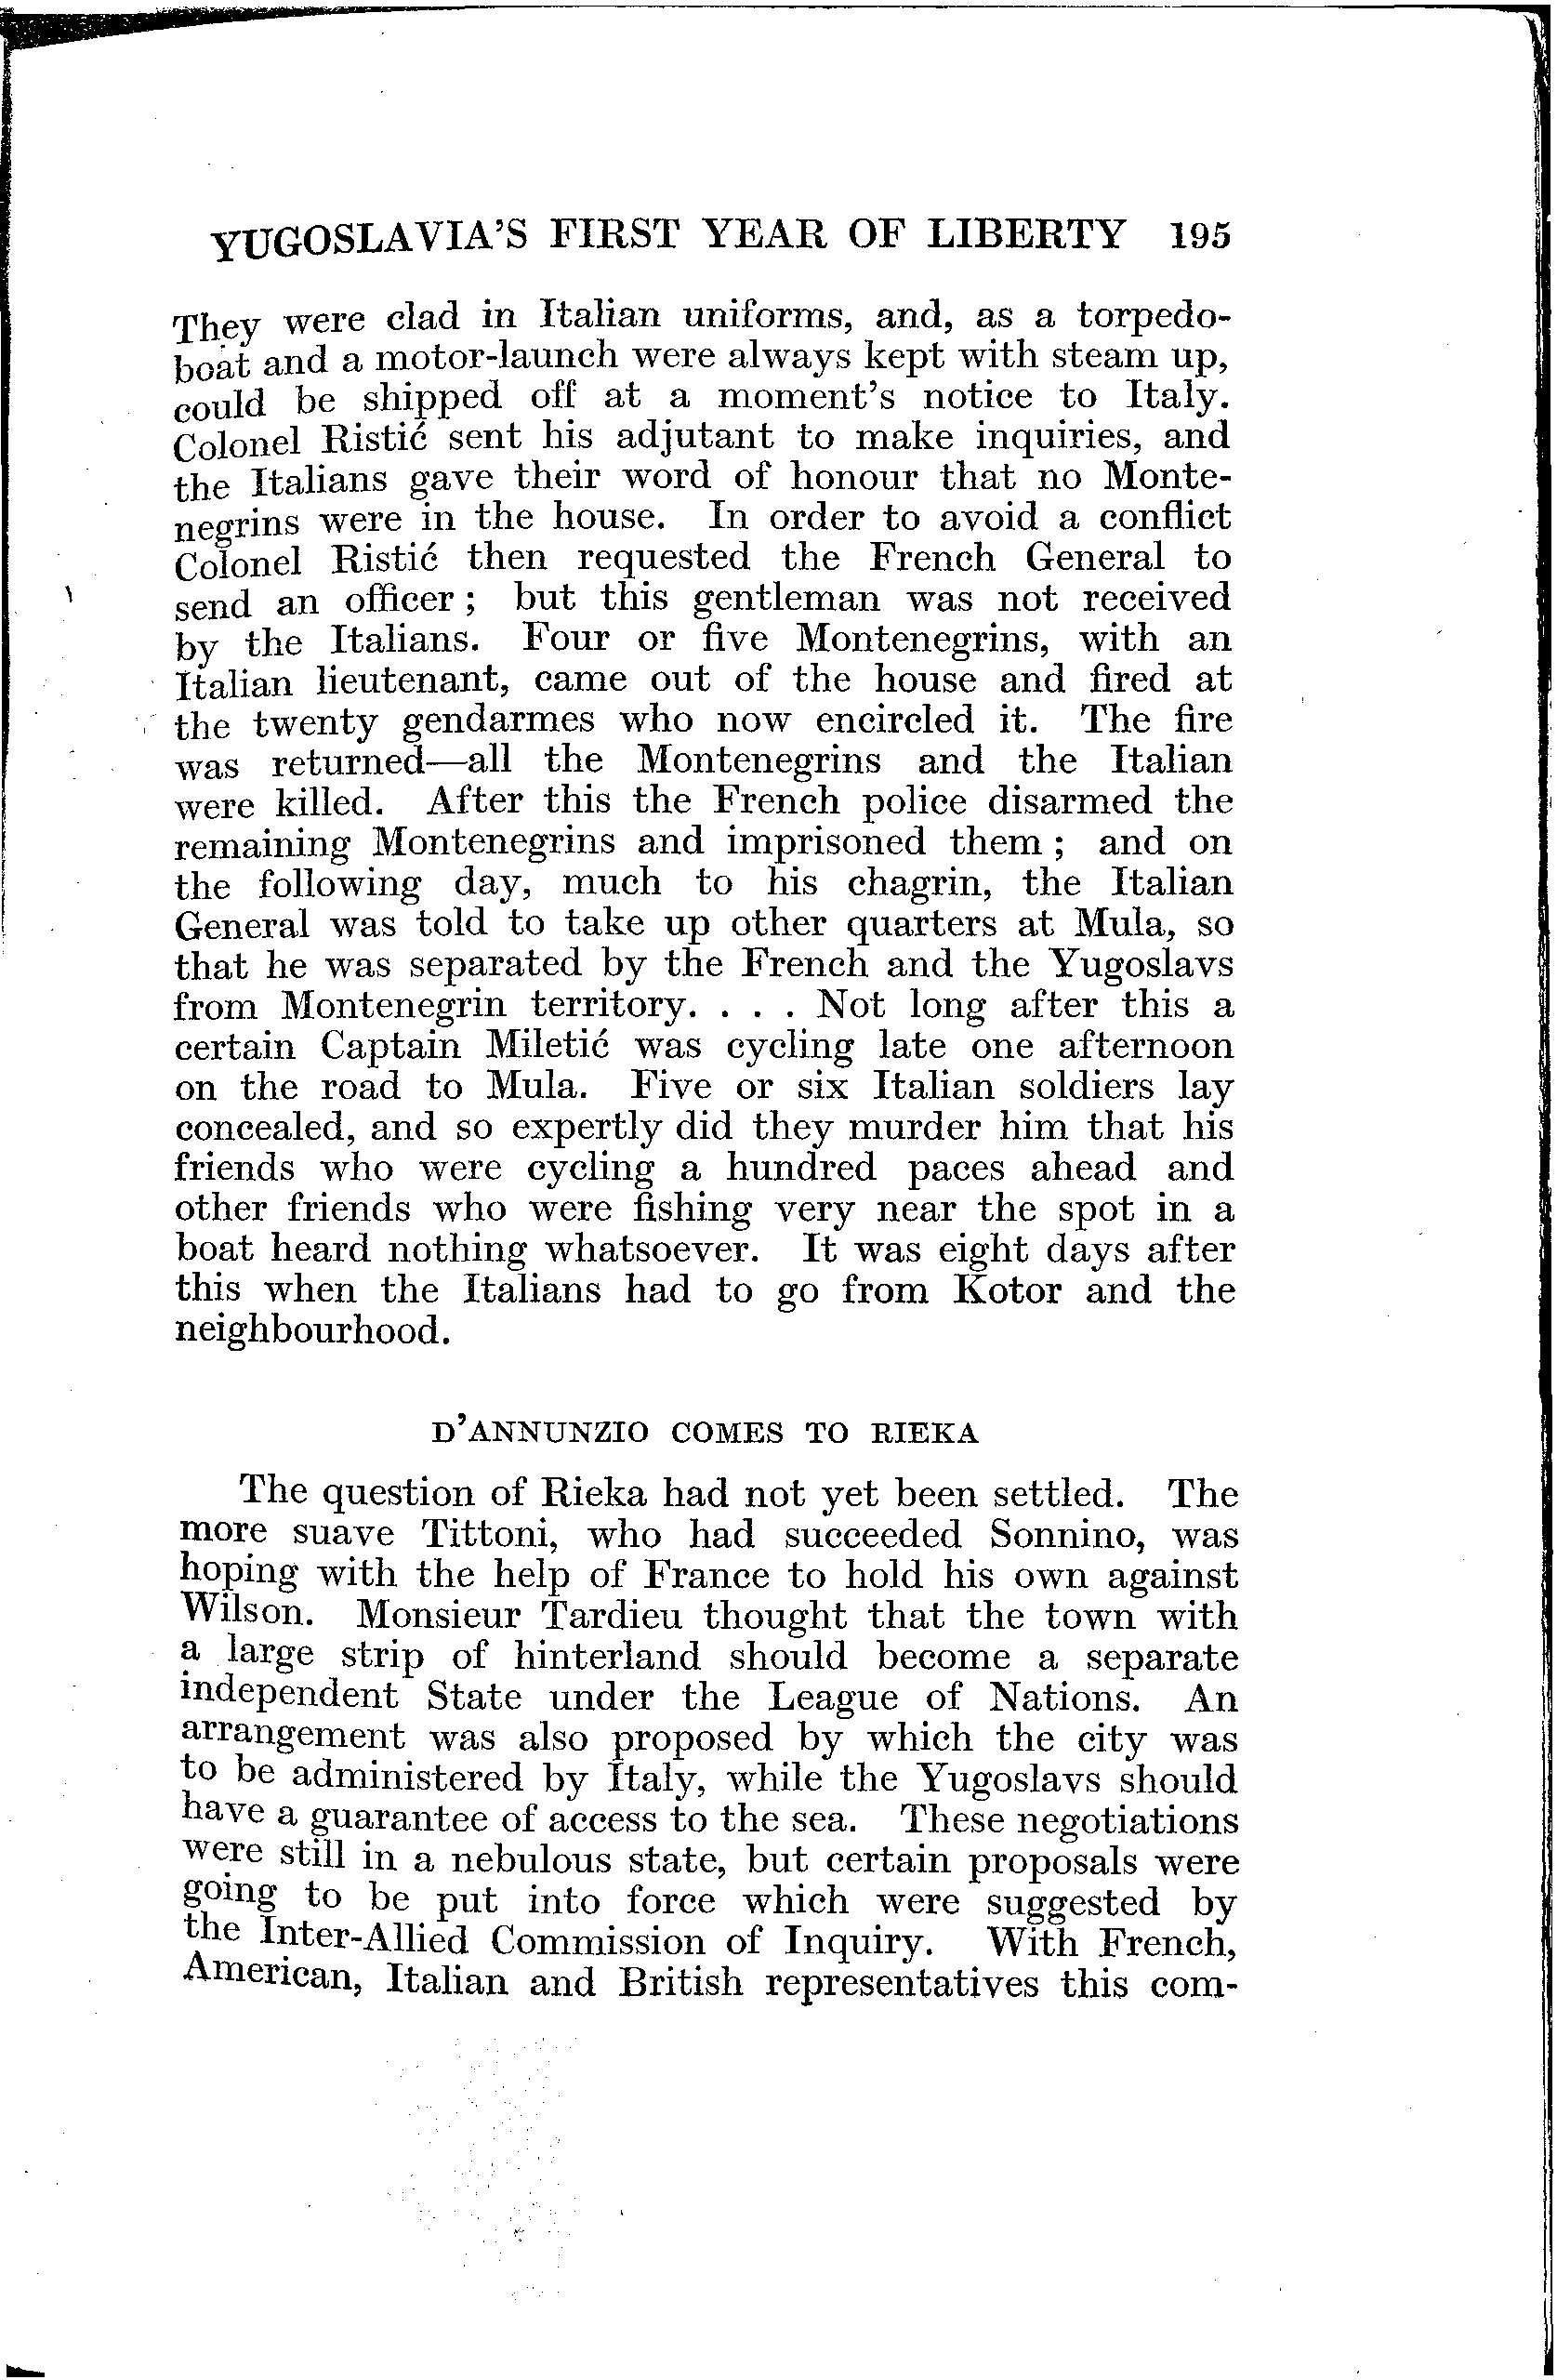 YUGOSLAVIA'S FIRST YEAR OF LIBERTY 195
They were clad in Italian uniforms, and, as a torpedo-
boat and a motor-launch were always kept with steam up,
could be shipped off at a moment's notice to Italy.
Colonel Ristić sent his adjutant to make inquiries, and
the Italians gave their word of honour that no Monte-
negrins were in the house. In order to avoid a conflict
Colonel Ristić then requested the French General to
send an officer; but this gentleman was not received
by the Italians. Four or five Montenegrins, with an
Italian lieutenant, came out of the house and fired at
the twenty gendarmes who now encircled it. The fire
was returned—all the Montenegrins and the Italian
were killed. After this the French police disarmed the
remaining Montenegrins and imprisoned them; and on
the following day, much to his chagrin, the Italian
General was told to take up other quarters at Mula, so
that he was separated by the French and the Yugoslavs
from Montenegrin territory. . . . Not long after this a
certain Captain Miletić was cycling late one afternoon
on the road to Mula. Five or six Italian soldiers lay
concealed, and so expertly did they murder him that his
friends who were cycling a hundred paces ahead and
other friends who were fishing very near the spot in a
boat heard nothing whatsoever. It was eight days after
this when the Italians had to go from Kotor and the
neighbourhood.
D'ANNUNZIO COMES TO RIEKA
The question of Rieka had not yet been settled. The
more suave Tittoni, who had succeeded Sonnino, was
hoping with the help of France to hold his own against
Wilson. Monsieur Tardieu thought that the town with
a large strip of hinterland should become a separate
independent State under the League of Nations. An
arrangement was also proposed by which the city was
to be administered by Italy, while the Yugoslavs should
have a guarantee of access to the sea. These negotiations
were still in a nebulous state, but certain proposals were
going to be put into force which were suggested by
the Inter-Allied Commission of Inquiry. With French,
American, Italian and British representatives this com-